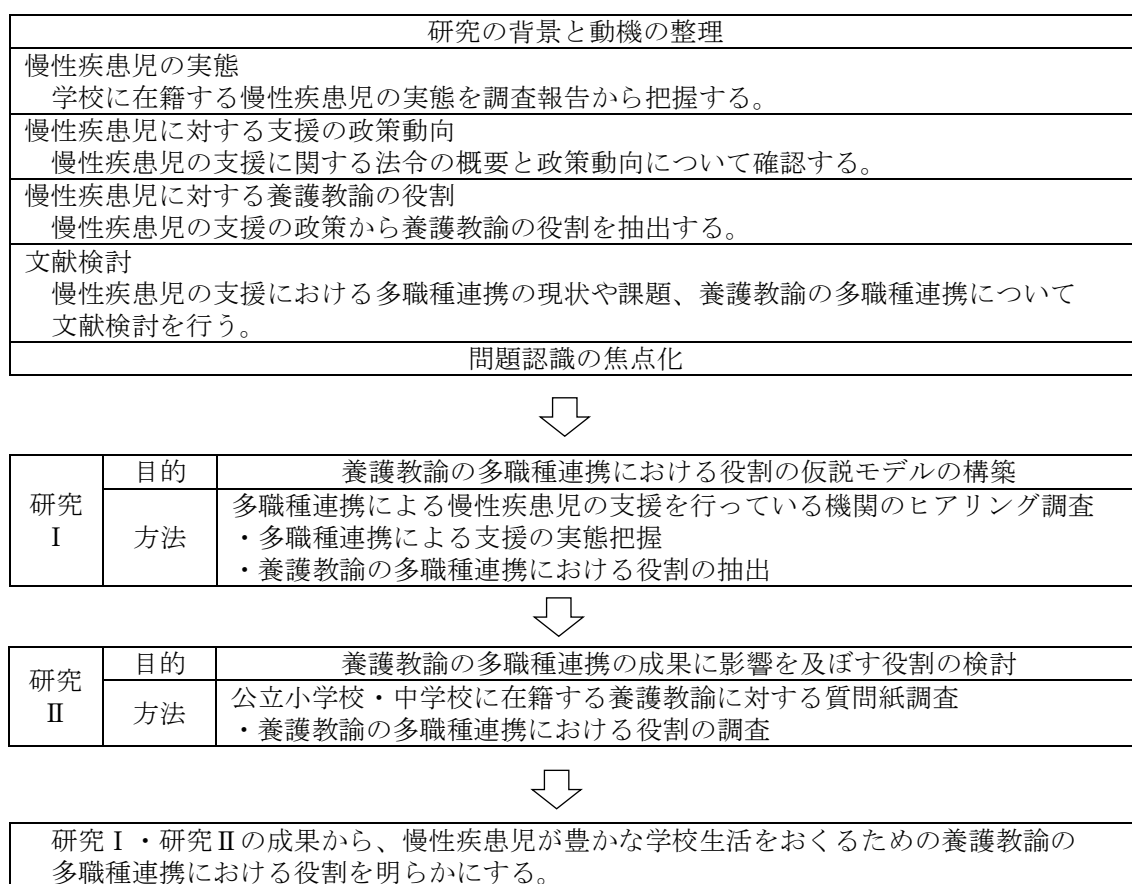 研究の背景と動機の整理
慢性疾患児の実態
学校に在籍する慢性疾患児の実態を調査報告から把握する。
慢性疾患児に対する支援の政策動向
慢性疾患児の支援に関する法令の概要と政策動向について確認する。
慢性疾患児に対する養護教諭の役割
慢性疾患児の支援の政策から養護教諭の役割を抽出する。
文献検討
慢性疾患児の支援における多職種連携の現状や課題、養護教諭の多職種連携について
文献検討を行う。
問題認識の焦点化
研究
Ⅰ
目的
養護教諭の多職種連携における役割の仮説モデルの構築
方法
多職種連携による慢性疾患児の支援を行っている機関のヒアリング調査
・多職種連携による支援の実態把握
・養護教諭の多職種連携における役割の抽出
研究
Ⅱ
目的
養護教諭の多職種連携の成果に影響を及ぼす役割の検討
方法
公立小学校・中学校に在籍する養護教諭に対する質問紙調査
・養護教諭の多職種連携における役割の調査
研究Ⅰ・研究Ⅱの成果から、慢性疾患児が豊かな学校生活をおくるための養護教諭の
多職種連携における役割を明らかにする。